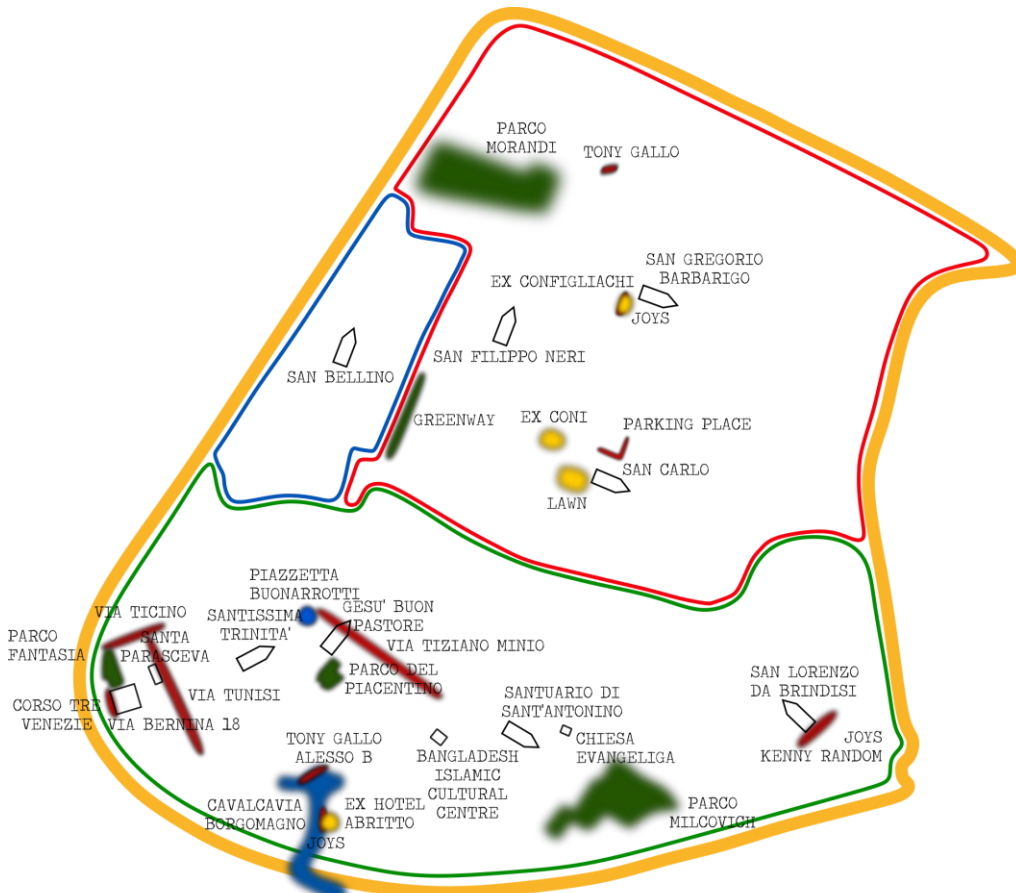 PARCO
MORANDI
TONY GALLO
SAN GREGORIO
BARBARIGO
EX CONFIGLIACHI
JOYS
SAN FILIPPO NERI
SAN BELLINO
GREENWAY
EX CONI
PARKING PLACE
SAN CARLO
LAWN
PIAZZETTA
BUONARROTTI
VIA TICINO
SANTISSIMA
TRINITA'
GESU' BUON
PASTORE
PARCO
FANTASIA
SANTA
PARASCEVA
VIA TIZIANO MINIO
PARCO DEL
PIACENTINO
VIA TUNISI
CORSO TRE
VENEZIE
VIA BERNINA 18
SANTUARIO DI
SANT'ANTONINO
SAN LORENZO
DA BRINDISI
TONY GALLO
ALESSO B
BANGLADESH
ISLAMIC
CULTURAL
CENTRE
CHIESA
EVANGELIGA
JOYS
KENNY RANDOM
CAVALCAVIA
BORGOMAGNO
EX HOTEL
ABRITTO
JOYS
PARCO
MILCOVICH